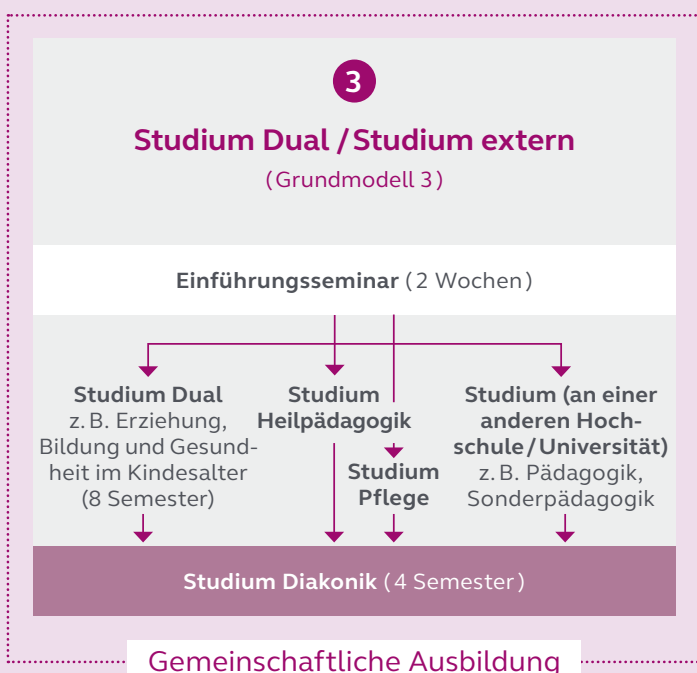 3
Studium Dual / Studium extern
(Grundmodell 3)
Einführungsseminar (2 Wochen)
Studium Dual
z. B. Erziehung,
Bildung und Gesund-
heit im Kindesalter
(8 Semester)
Studium
Heilpädagogik
Studium
Pflege
Studium (an einer
anderen Hoch-
schule / Universität)
z. B. Pädagogik,
Sonderpädagogik
Studium Diakonik (4 Semester)
Gemeinschaftliche Ausbildung